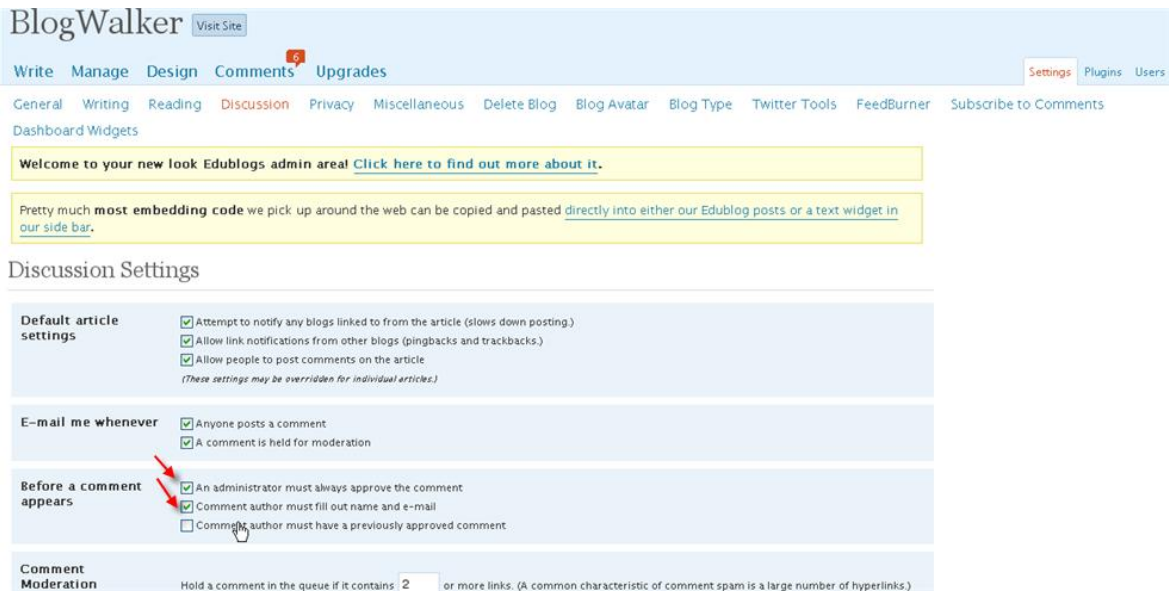 BlogWalker Visit Site
6
Write Manage Design Comments Upgrades Settings Plugins Users
General Writing Reading Discussion Privacy Miscellaneous Delete Blog Blog Avatar Blog Type Twitter Tools FeedBurner Subscribe to Comments
Dashboard Widgets
Welcome to your new look Edublogs admin area! Click here to find out more about it.
Pretty much most embedding code we pick up around the web can be copied and pasted directly into either our Edublog posts or a text widget in
our side bar.
Discussion Settings
Default article
settings
Attempt to notify any blogs linked to from the article (slows down posting.)
Allow link notifications from other blogs (pingbacks and trackbacks.)
Allow people to post comments on the article
(These settings may be overridden for individual articles.)
E-mail me whenever
Anyone posts a comment
A comment is held for moderation
Before a comment
appears
An administrator must always approve the comment
Comment author must fill out name and e-mail
Comment author must have a previously approved comment
Comment
Moderation
Hold a comment in the queue if it contains 2 or more links. (A common characteristic of comment spam is a large number of hyperlinks.)